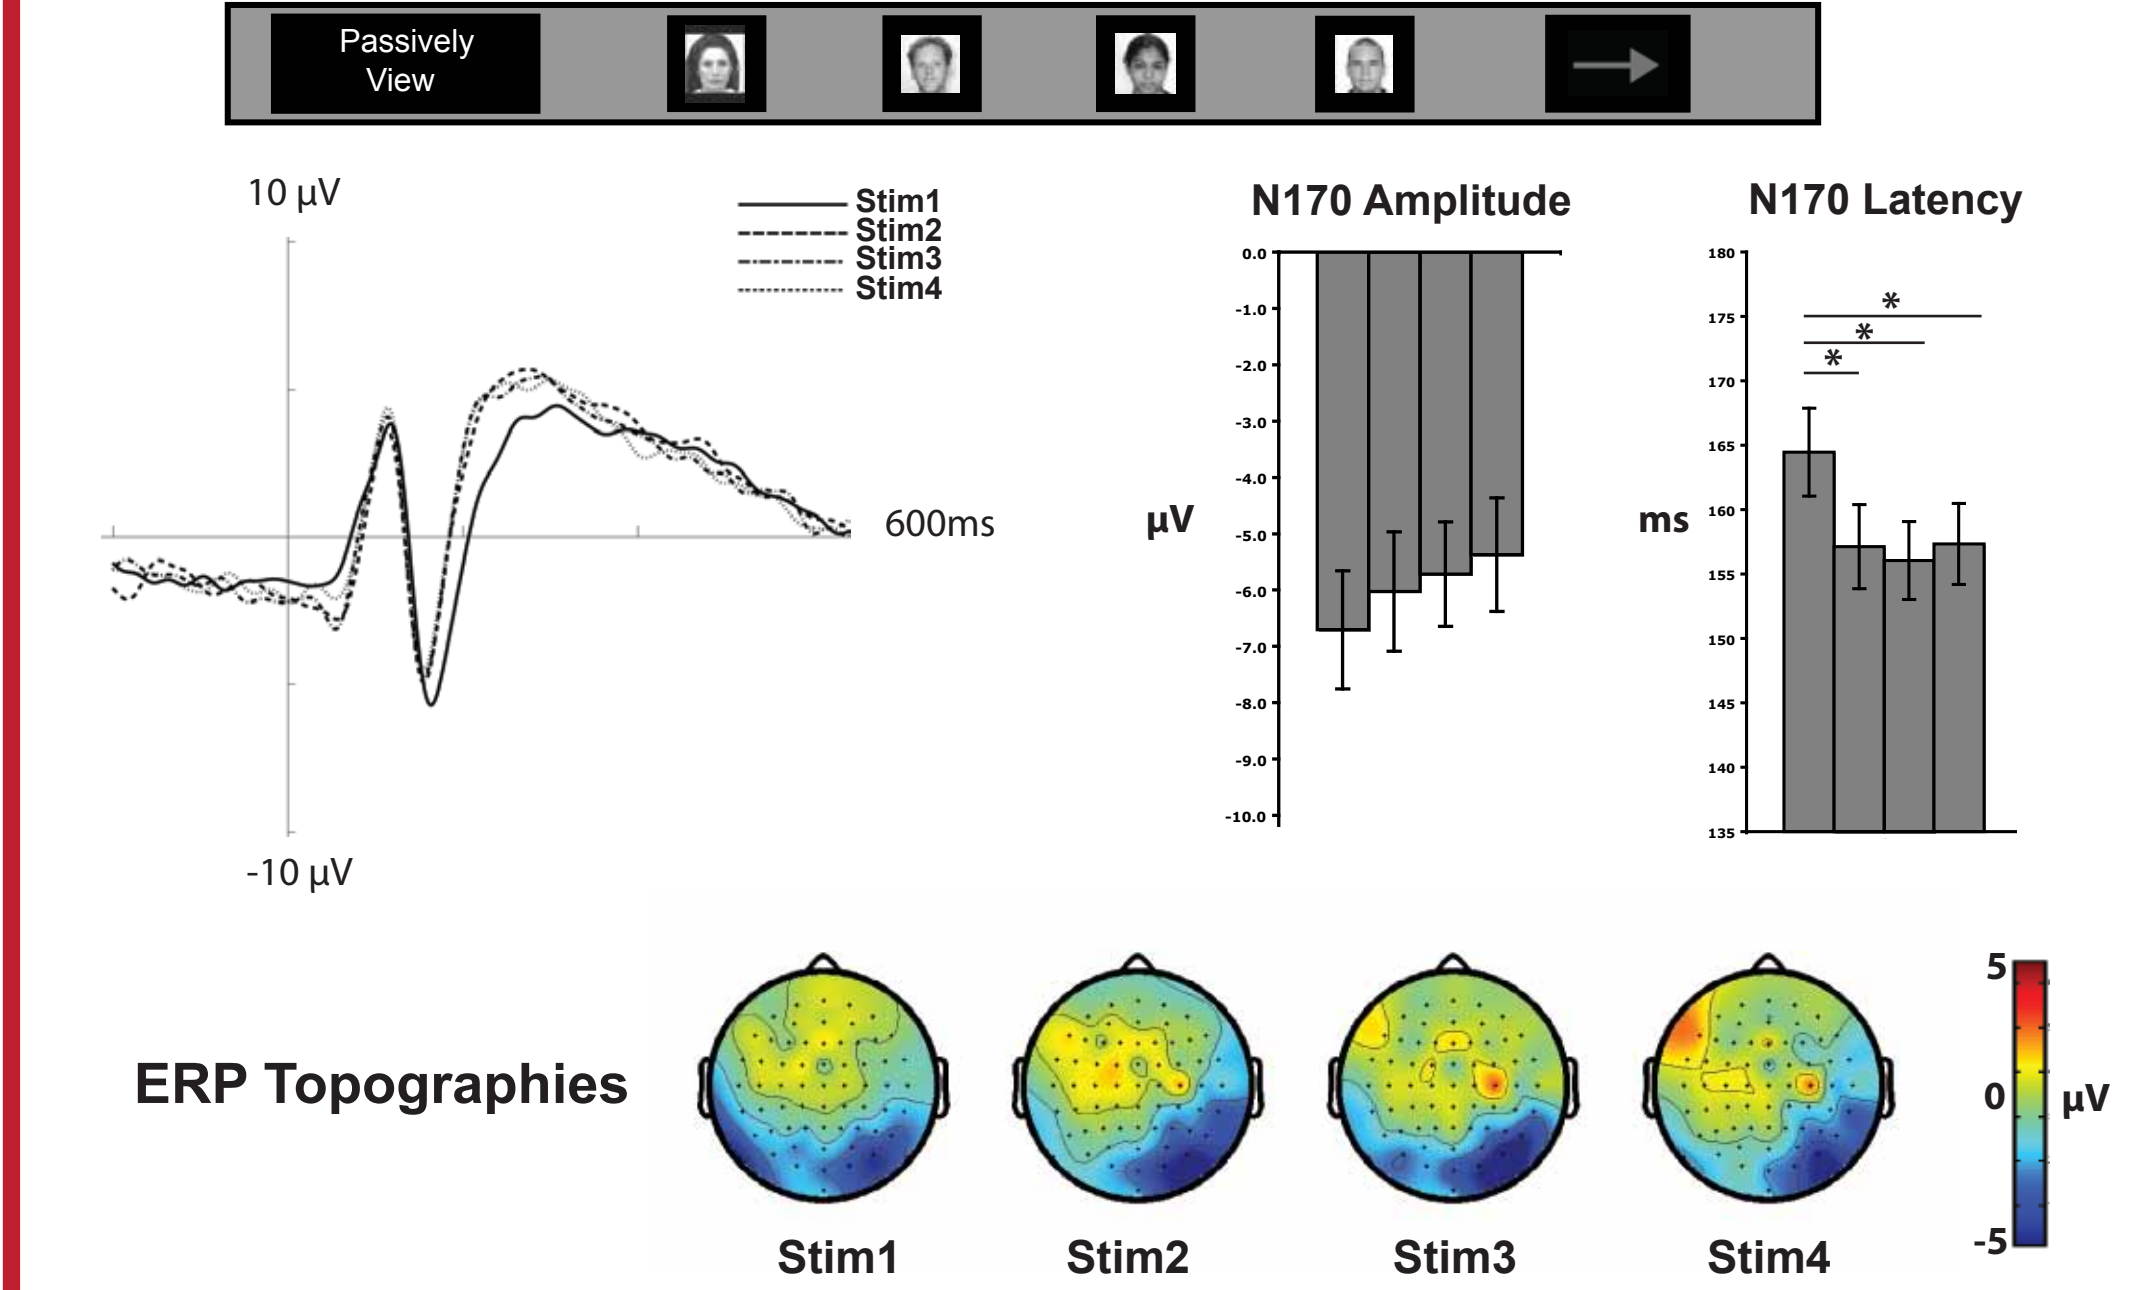 Passively
View
10 µV
Stim1
Stim2
Stim3
Stim4
600ms
-10 µV
N170 Amplitude
0.0
-1.0
-2.0
-3.0
-4.0
µV
-5.0
-6.0
-7.0
-8.0
-9.0
-10.0
N170 Latency
180
*
175
*
*
170
165
ms
160
155
150
145
140
135
ERP Topographies
5
0
µV
-5
Stim1
Stim2
Stim3
Stim4